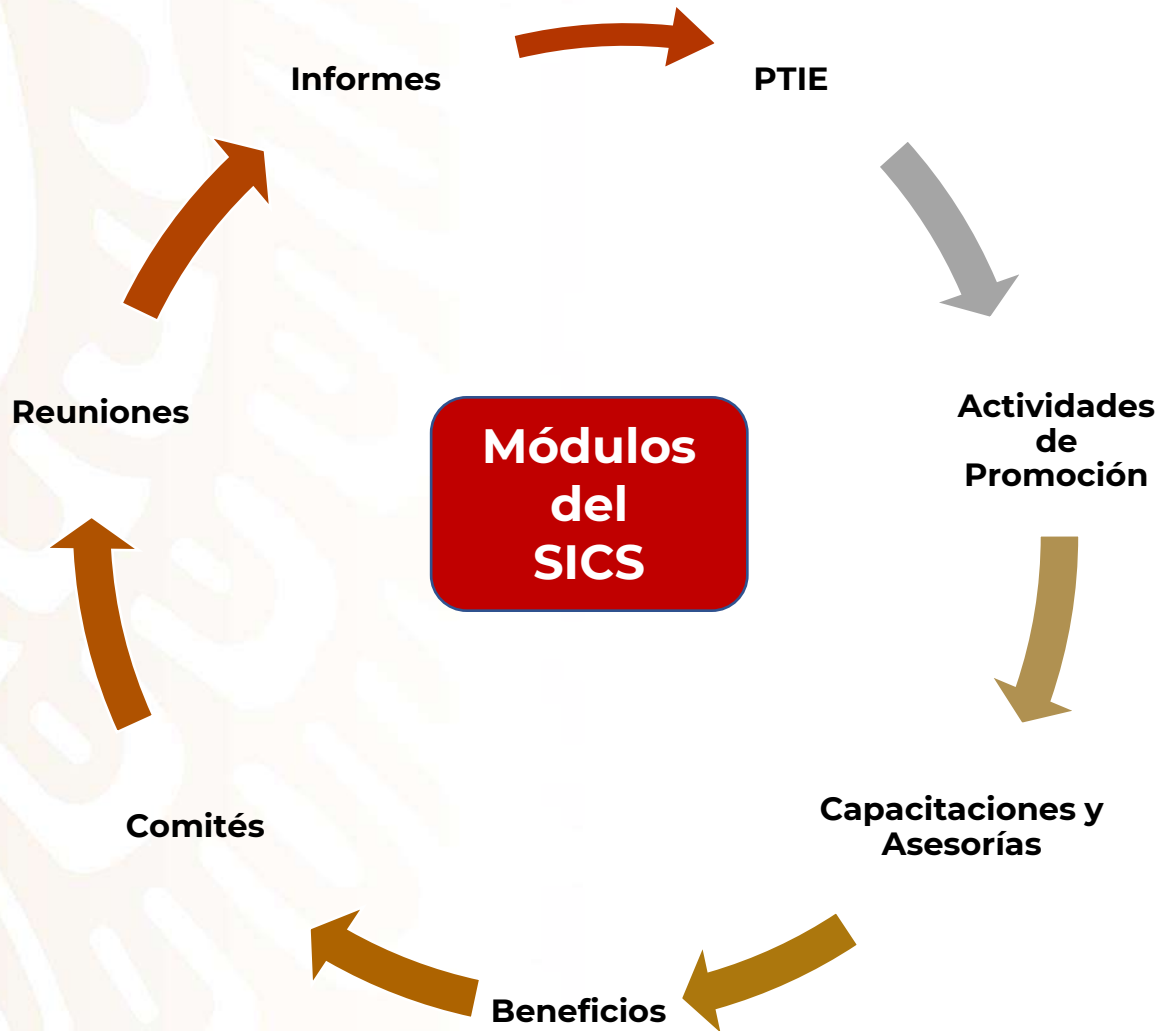 Informes
PTIE
Actividades
de
Promoción
Capacitaciones y
Asesorías
Beneficios
Comités
Reuniones
Módulos
del
SICS